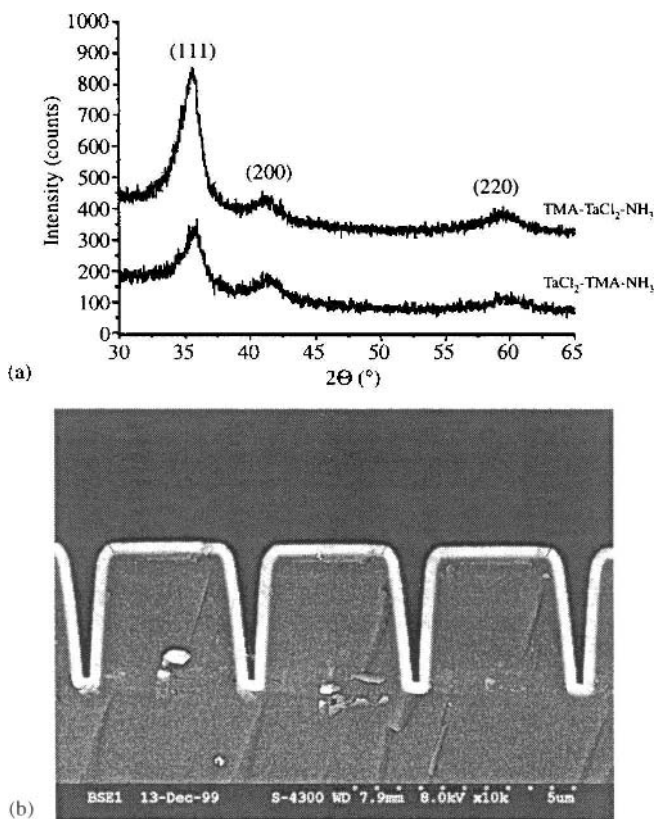 1000
900
800
700
600
500
400
300
200
100
0
Intensity (counts)
(111)
(200)
(220)
TMA-TaCl2-NH3
TaCl2-TMA-NH3
30 35 40 45 50 55 60 65
2Θ (°)
(a)
BSE1 13-Dec-99 S-4300 WD 7.9mm 8.0kV x10k 5um
(b)